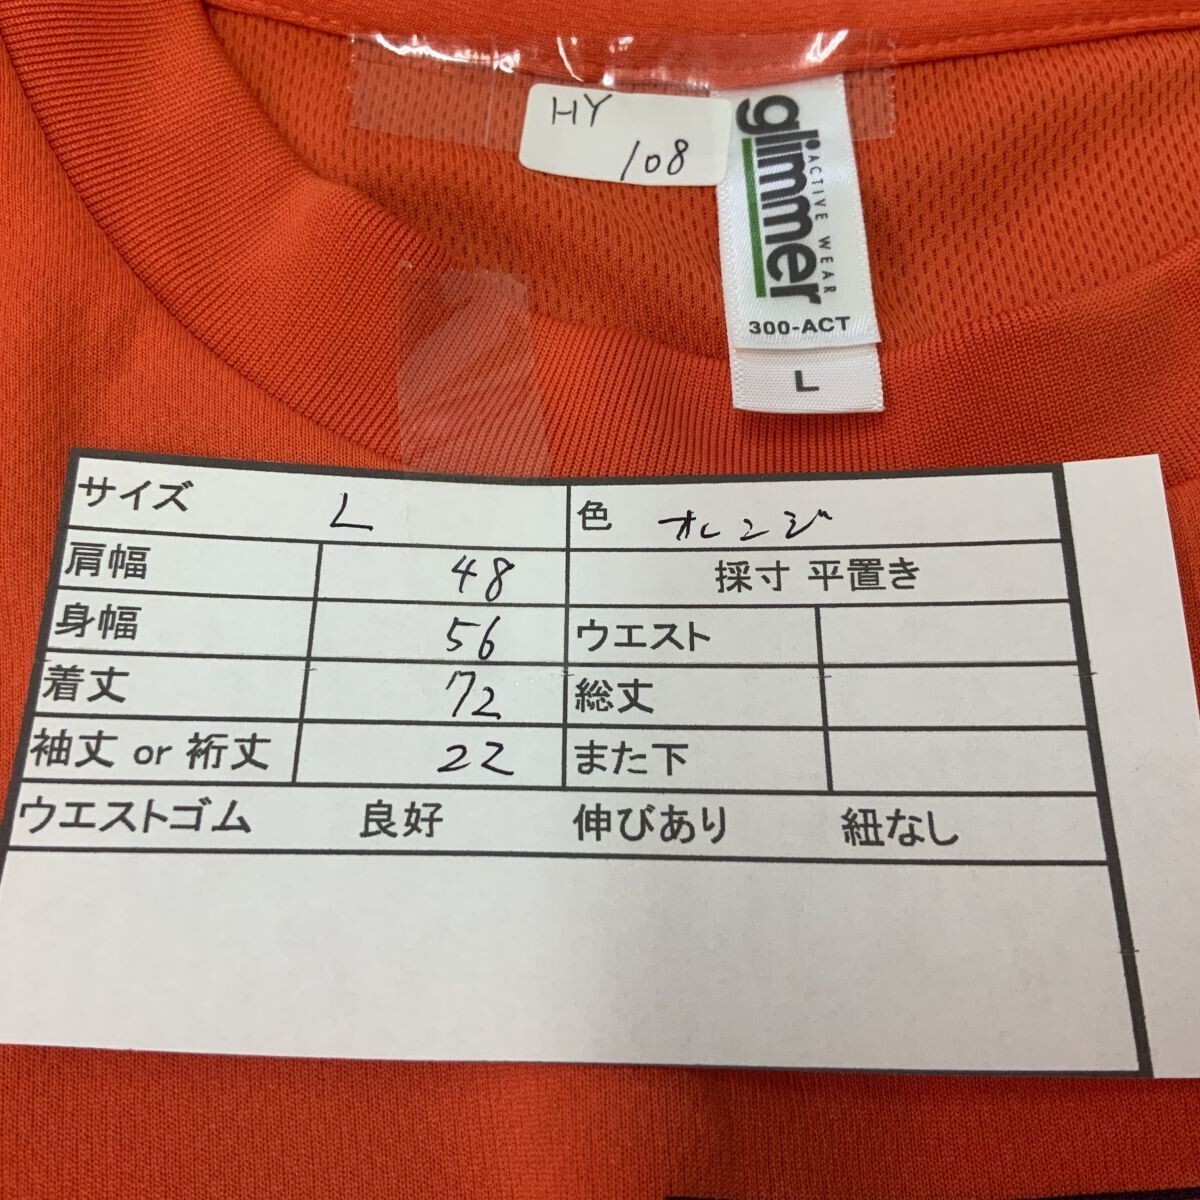 HY
108
glimmer
ACTIVE WEAR
300-ACT
L
サイズ L 色 オレンジ
肩幅 48 採寸 平置き
身幅 56 ウエスト
着丈 72 総丈
袖丈 or 裄丈 22 また下
ウエストゴム 良好 伸びあり 紐なし